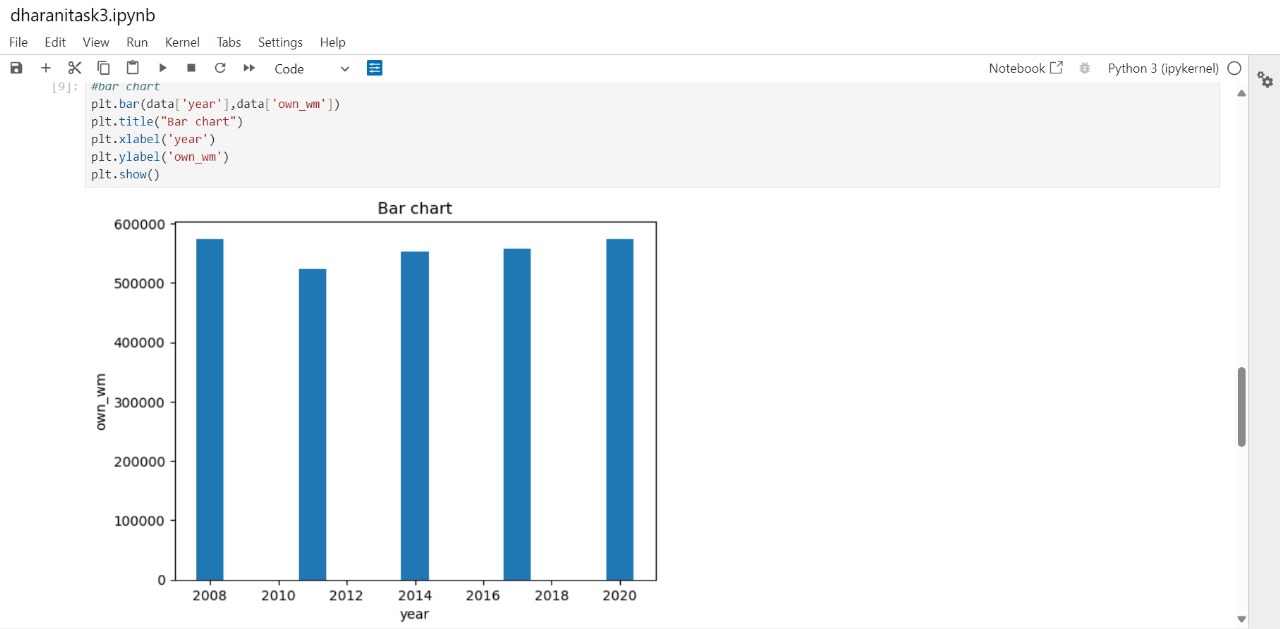 dharanitask3.ipynb
File Edit View Run Kernel Tabs Settings Help
Code Notebook Python 3 (ipykernel)
[9]: #bar chart
plt.bar(data['year'],data['own_wm'])
plt.title("Bar chart")
plt.xlabel('year')
plt.ylabel('own_wm')
plt.show()
Bar chart
600000
500000
400000
300000
200000
100000
0
own_wm
2008 2010 2012 2014 2016 2018 2020
year